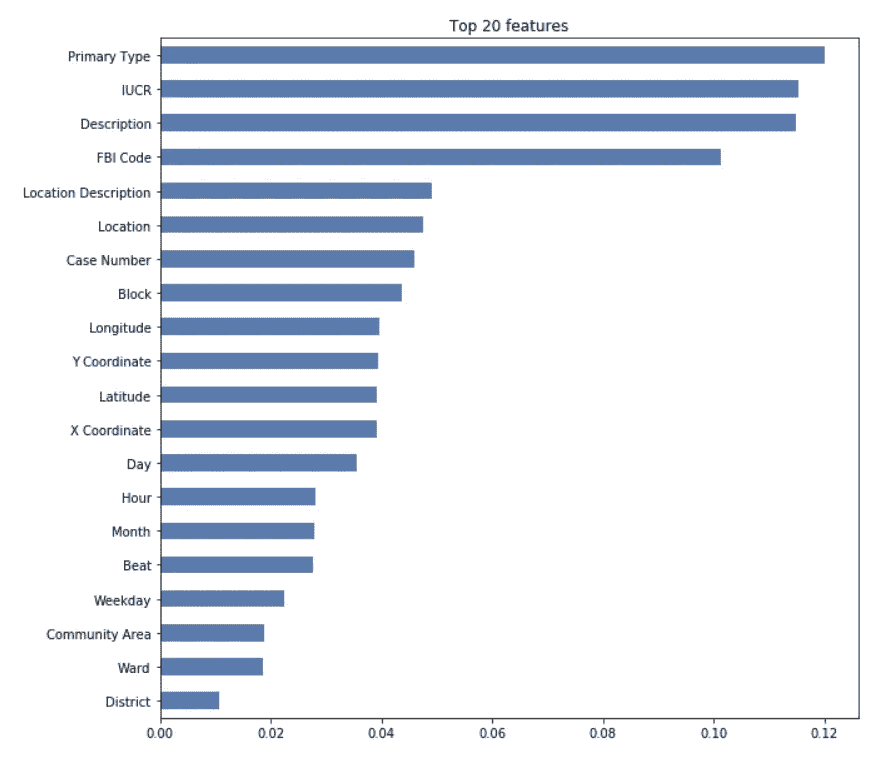 Top 20 features
Primary Type
IUCR
Description
FBI Code
Location Description
Location
Case Number
Block
Longitude
Y Coordinate
Latitude
X Coordinate
Day
Hour
Month
Beat
Weekday
Community Area
Ward
District
0.00 0.02 0.04 0.06 0.08 0.10 0.12